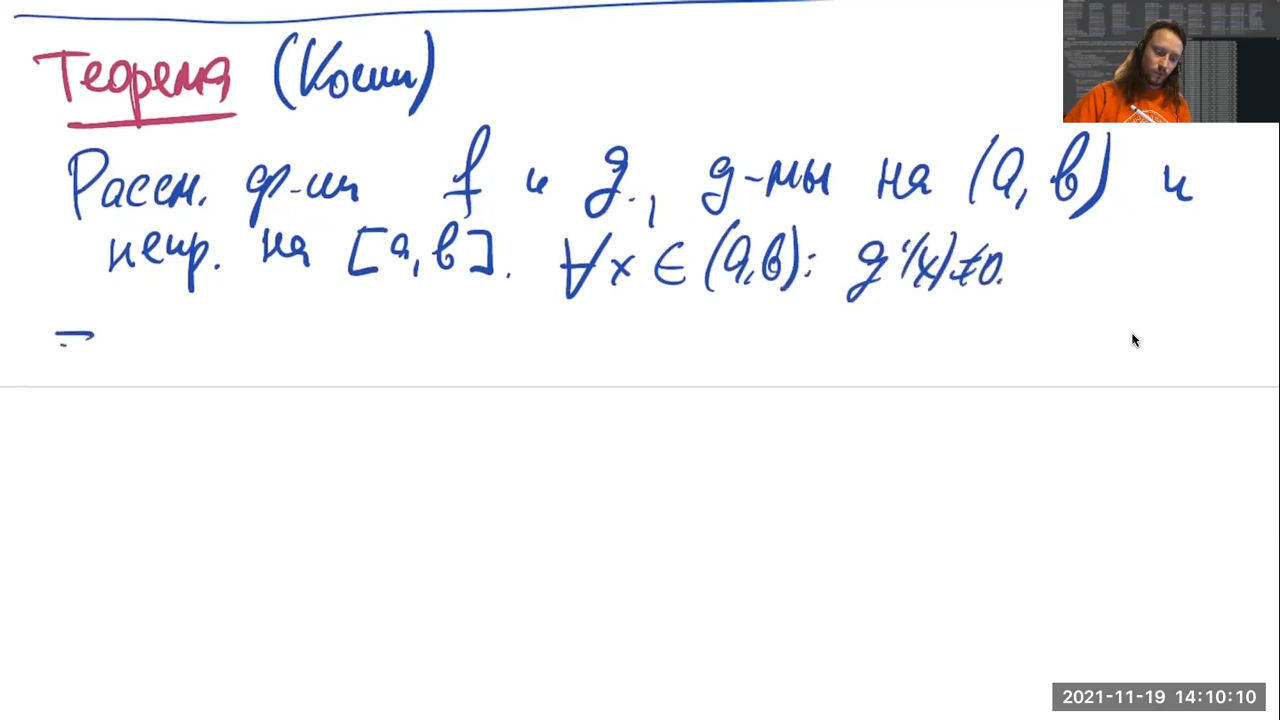 Теорема (Коши)
Рассм. ф-ии f и g, д-мы на (a, b) и
непр. на [a, b]. ∀x ∈ (a, b): g'(x) ≠ 0.
2021-11-19 14:10:10